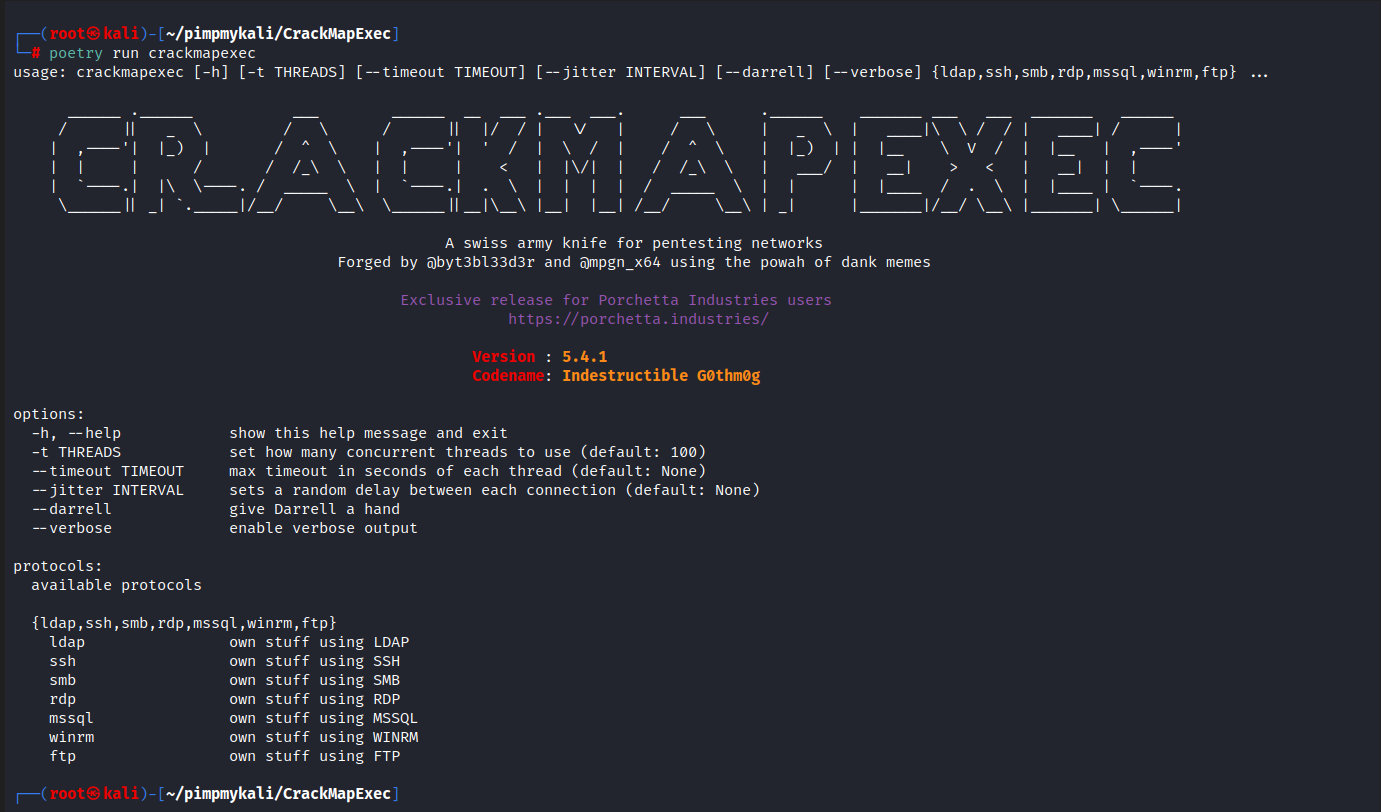 ┌──(root㉿kali)-[~/pimpmykali/CrackMapExec]
└─# poetry run crackmapexec
usage: crackmapexec [-h] [-t THREADS] [--timeout TIMEOUT] [--jitter INTERVAL] [--darrell] [--verbose] {ldap,ssh,smb,rdp,mssql,winrm,ftp} ...
CRACKMAPEXEC
A swiss army knife for pentesting networks
Forged by @byt3bl33d3r and @mpgn_x64 using the powah of dank memes
Exclusive release for Porchetta Industries users
https://porchetta.industries/
Version : 5.4.1
Codename: Indestructible G0thm0g
options:
-h, --help show this help message and exit
-t THREADS set how many concurrent threads to use (default: 100)
--timeout TIMEOUT max timeout in seconds of each thread (default: None)
--jitter INTERVAL sets a random delay between each connection (default: None)
--darrell give Darrell a hand
--verbose enable verbose output
protocols:
available protocols
{ldap,ssh,smb,rdp,mssql,winrm,ftp}
ldap own stuff using LDAP
ssh own stuff using SSH
smb own stuff using SMB
rdp own stuff using RDP
mssql own stuff using MSSQL
winrm own stuff using WINRM
ftp own stuff using FTP
┌──(root㉿kali)-[~/pimpmykali/CrackMapExec]